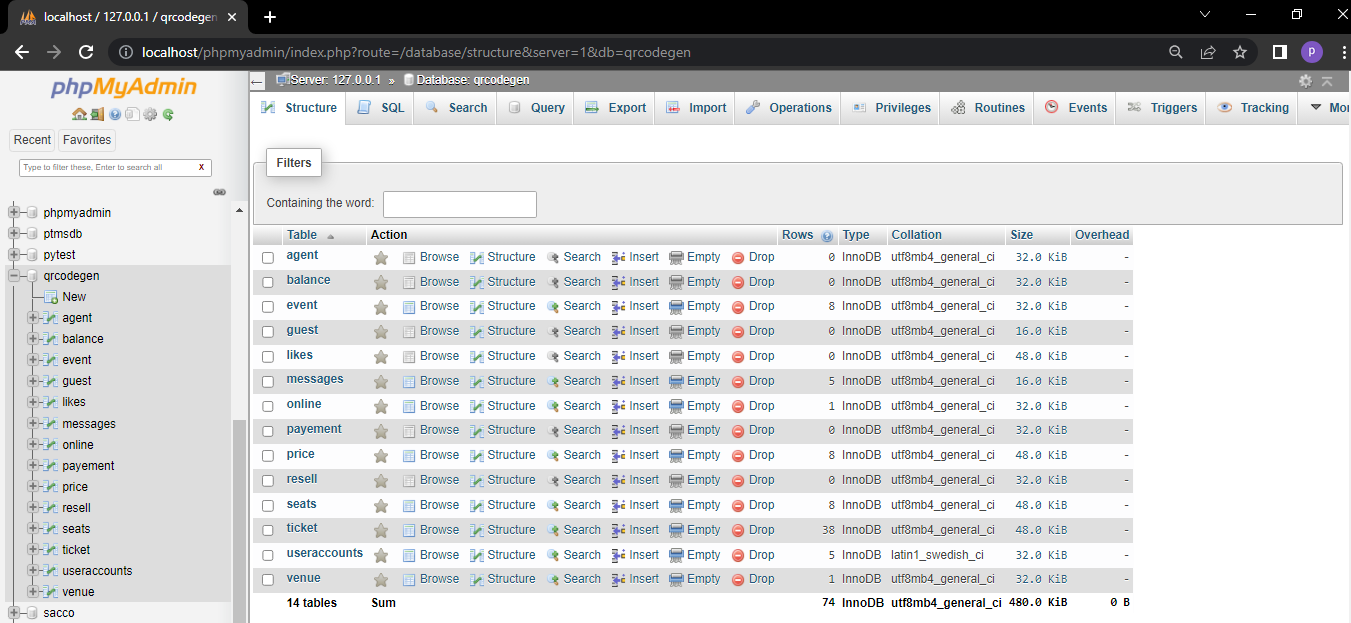 localhost / 127.0.0.1 / qrcodegen
localhost/phpmyadmin/index.php?route=/database/structure&server=1&db=qrcodegen
p
phpMyAdmin
Recent Favorites
Type to filter these, Enter to search all X
phpmyadmin
ptmsdb
pytest
qrcodegen
New
agent
balance
event
guest
likes
messages
online
payement
price
resell
seats
ticket
useraccounts
venue
sacco
Server: 127.0.0.1 » Database: qrcodegen
Structure SQL Search Query Export Import Operations Privileges Routines Events Triggers Tracking Mor
Filters
Containing the word:
Table Action Rows Type Collation Size Overhead
agent Browse Structure Search Insert Empty Drop 0 InnoDB utf8mb4_general_ci 32.0 KiB -
balance Browse Structure Search Insert Empty Drop 0 InnoDB utf8mb4_general_ci 32.0 KiB -
event Browse Structure Search Insert Empty Drop 8 InnoDB utf8mb4_general_ci 32.0 KiB -
guest Browse Structure Search Insert Empty Drop 0 InnoDB utf8mb4_general_ci 16.0 KiB -
likes Browse Structure Search Insert Empty Drop 0 InnoDB utf8mb4_general_ci 48.0 KiB -
messages Browse Structure Search Insert Empty Drop 5 InnoDB utf8mb4_general_ci 16.0 KiB -
online Browse Structure Search Insert Empty Drop 1 InnoDB utf8mb4_general_ci 32.0 KiB -
payement Browse Structure Search Insert Empty Drop 0 InnoDB utf8mb4_general_ci 32.0 KiB -
price Browse Structure Search Insert Empty Drop 8 InnoDB utf8mb4_general_ci 48.0 KiB -
resell Browse Structure Search Insert Empty Drop 0 InnoDB utf8mb4_general_ci 32.0 KiB -
seats Browse Structure Search Insert Empty Drop 8 InnoDB utf8mb4_general_ci 48.0 KiB -
ticket Browse Structure Search Insert Empty Drop 38 InnoDB utf8mb4_general_ci 48.0 KiB -
useraccounts Browse Structure Search Insert Empty Drop 5 InnoDB latin1_swedish_ci 32.0 KiB -
venue Browse Structure Search Insert Empty Drop 1 InnoDB utf8mb4_general_ci 32.0 KiB -
14 tables Sum 74 InnoDB utf8mb4_general_ci 480.0 KiB 0 B